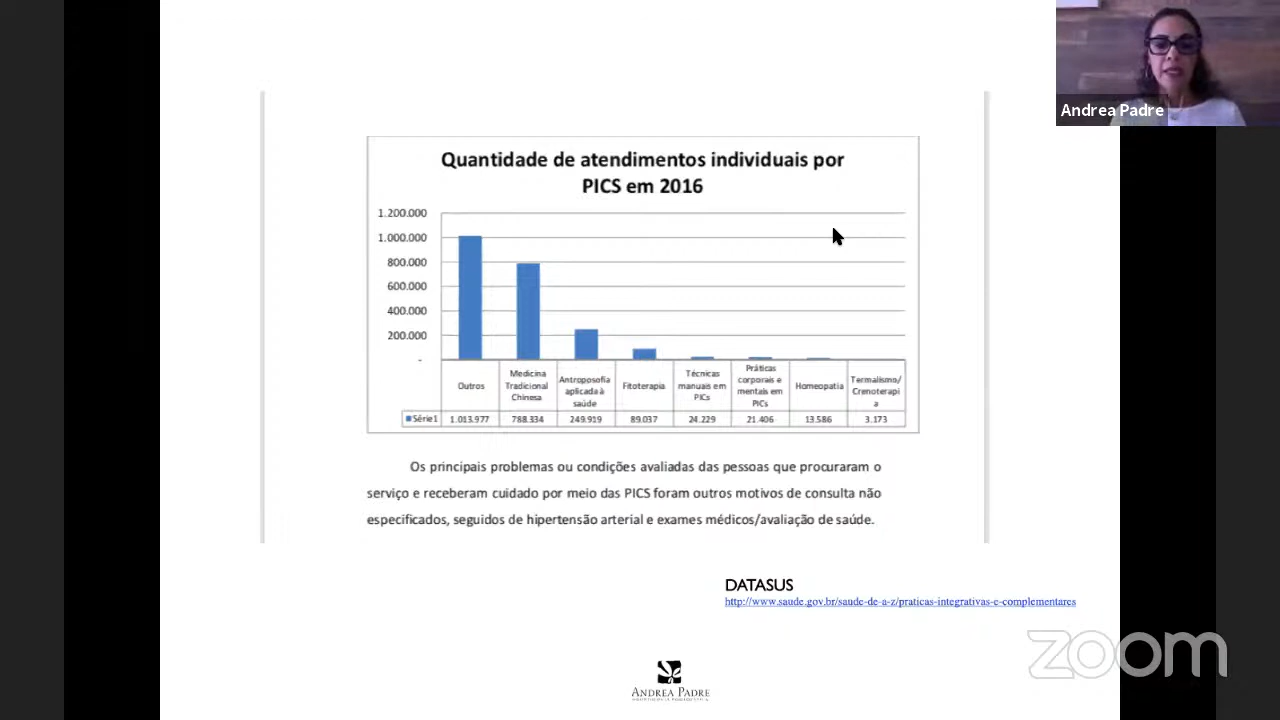 Andrea Padre
Quantidade de atendimentos individuais por
PICS em 2016
1.200.000
1.000.000
800.000
600.000
400.000
200.000
-
Outros
Medicina
Tradicional
Chinesa
Antroposofia
aplicada à
saúde
Fitoterapia
Técnicas
manuais em
PICs
Práticas
corporais e
mentais em
PICs
Homeopatia
Termalismo/
Crenoterapi
a
Série1 1.013.977 788.334 249.919 89.037 24.229 21.406 13.586 3.173
Os principais problemas ou condições avaliadas das pessoas que procuraram o
serviço e receberam cuidado por meio das PICS foram outros motivos de consulta não
especificados, seguidos de hipertensão arterial e exames médicos/avaliação de saúde.
DATASUS
http://www.saude.gov.br/saude-de-a-z/praticas-integrativas-e-complementares
zoom
ANDREA PADRE